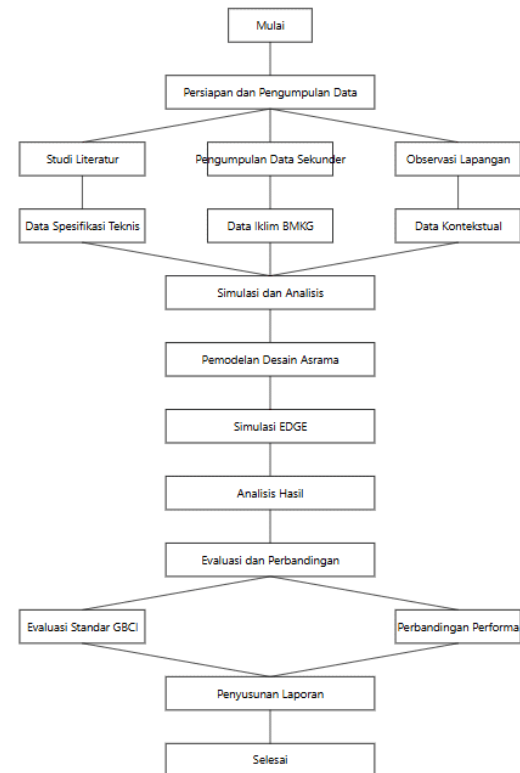 Mulai
Persiapan dan Pengumpulan Data
Studi Literatur
Pengumpulan Data Sekunder
Observasi Lapangan
Data Spesifikasi Teknis
Data Iklim BMKG
Data Kontekstual
Simulasi dan Analisis
Pemodelan Desain Asrama
Simulasi EDGE
Analisis Hasil
Evaluasi dan Perbandingan
Evaluasi Standar GBCI
Perbandingan Performa
Penyusunan Laporan
Selesai